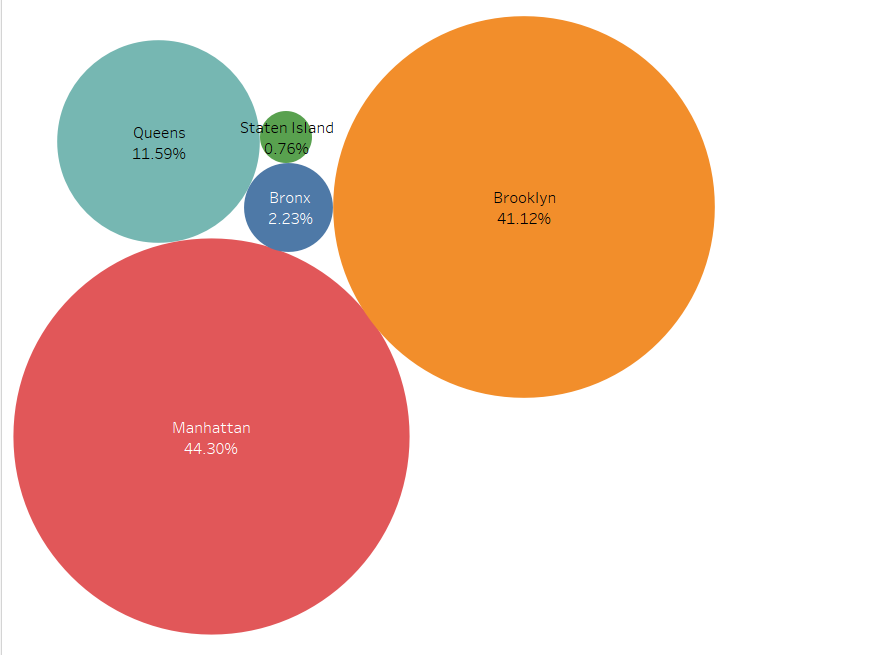 Queens
11.59%
Staten Island
0.76%
Bronx
2.23%
Brooklyn
41.12%
Manhattan
44.30%